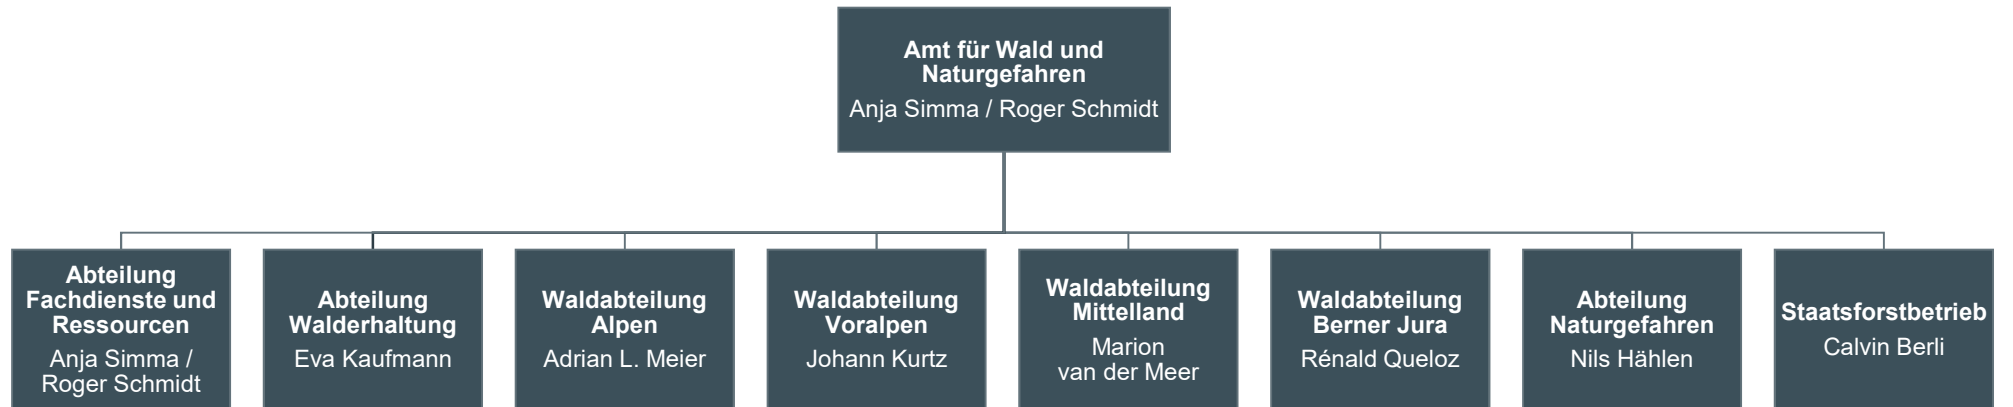 Amt für Wald und
Naturgefahren
Anja Simma / Roger Schmidt
Abteilung
Fachdienste und
Ressourcen
Anja Simma /
Roger Schmidt
Abteilung
Walderhaltung
Eva Kaufmann
Waldabteilung
Alpen
Adrian L. Meier
Waldabteilung
Voralpen
Johann Kurtz
Waldabteilung
Mittelland
Marion
van der Meer
Waldabteilung
Berner Jura
Rénald Queloz
Abteilung
Naturgefahren
Nils Hählen
Staatsforstbetrieb
Calvin Berli